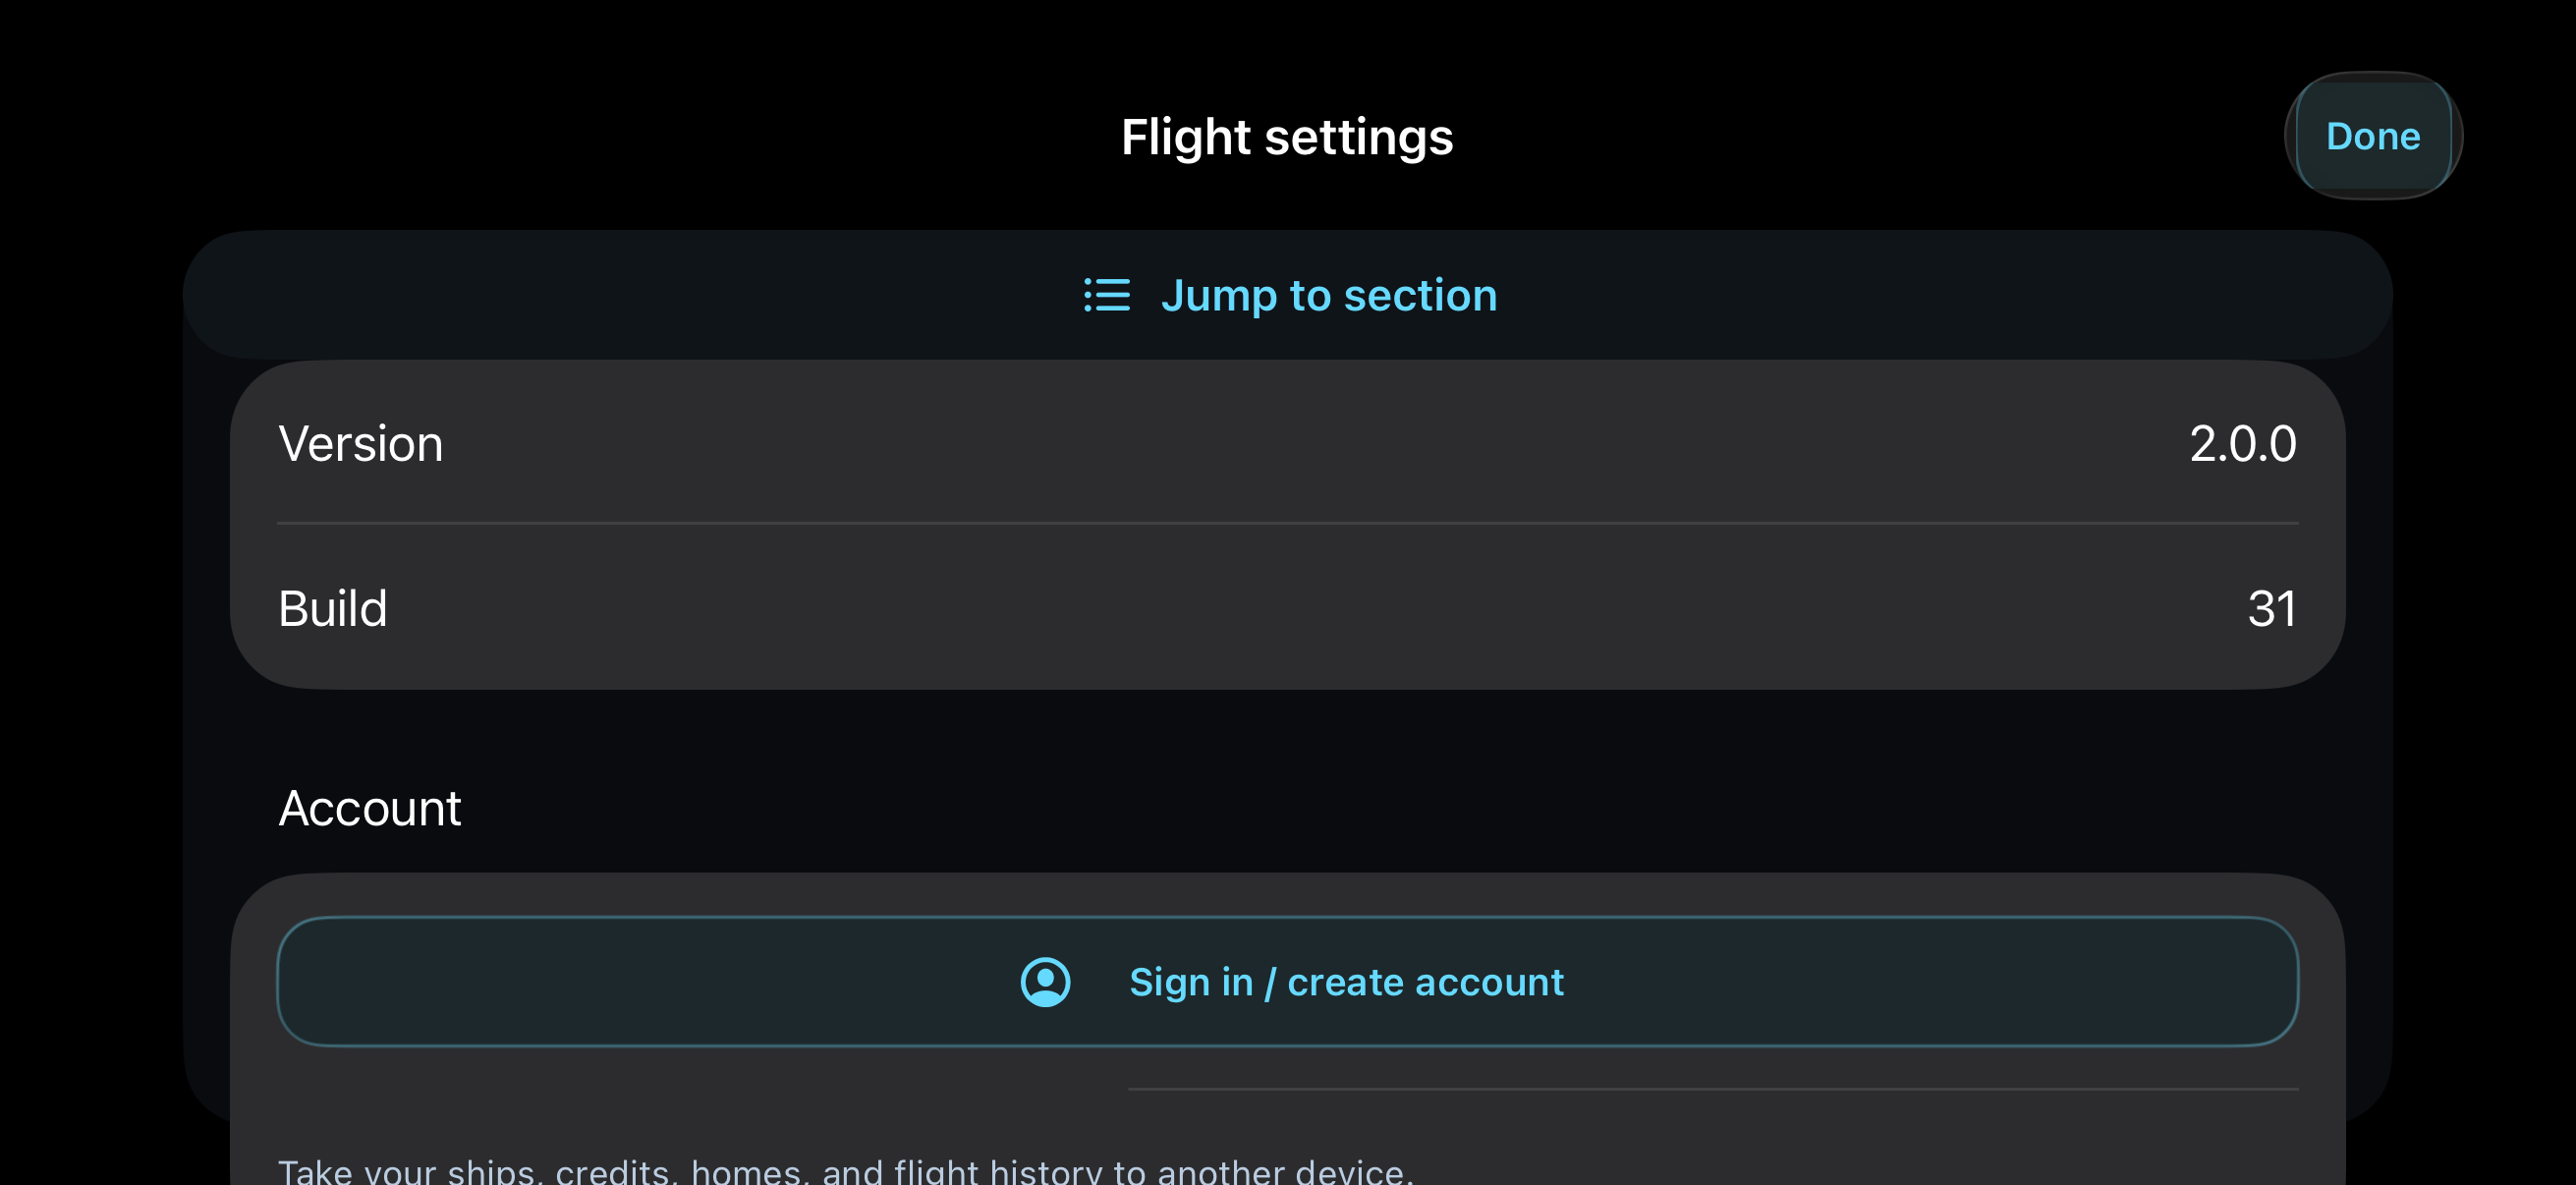 Flight settings
Done
Jump to section
Version 2.0.0
Build 31
Account
Sign in / create account
Take your ships, credits, homes, and flight history to another device.